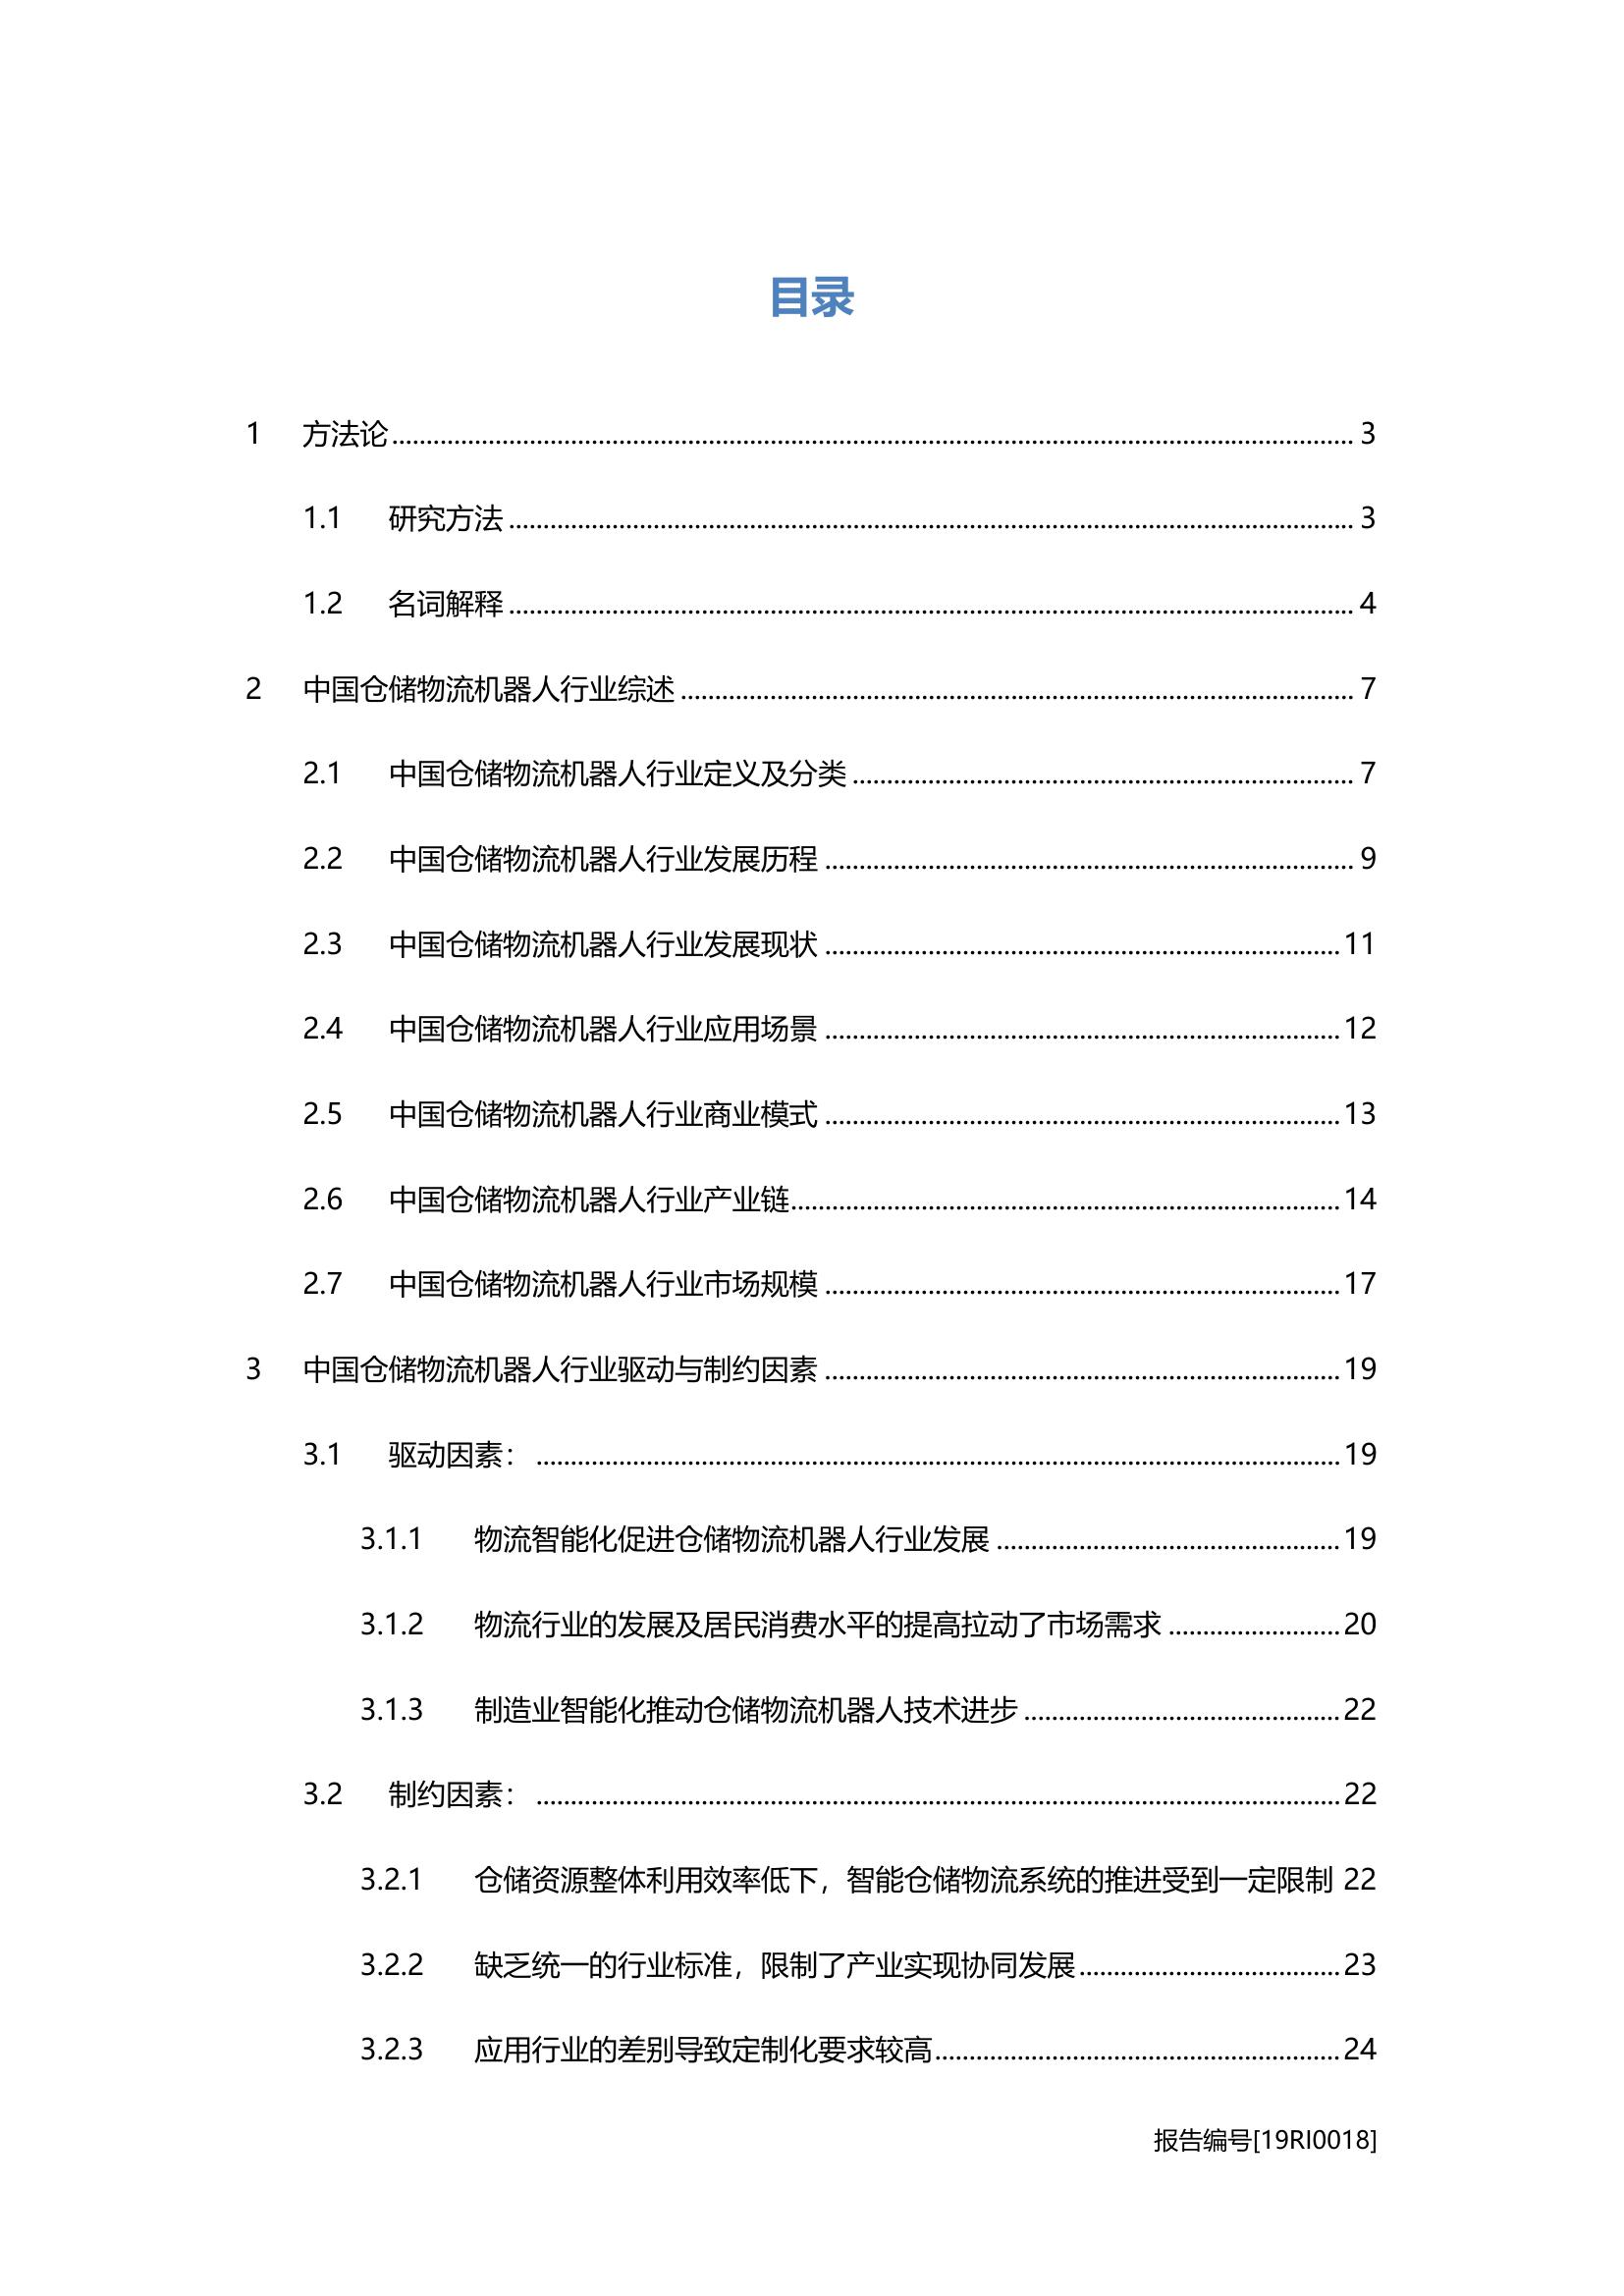 目录
1 方法论 3
1.1 研究方法 3
1.2 名词解释 4
2 中国仓储物流机器人行业综述 7
2.1 中国仓储物流机器人行业定义及分类 7
2.2 中国仓储物流机器人行业发展历程 9
2.3 中国仓储物流机器人行业发展现状 11
2.4 中国仓储物流机器人行业应用场景 12
2.5 中国仓储物流机器人行业商业模式 13
2.6 中国仓储物流机器人行业产业链 14
2.7 中国仓储物流机器人行业市场规模 17
3 中国仓储物流机器人行业驱动与制约因素 19
3.1 驱动因素： 19
3.1.1 物流智能化促进仓储物流机器人行业发展 19
3.1.2 物流行业的发展及居民消费水平的提高拉动了市场需求 20
3.1.3 制造业智能化推动仓储物流机器人技术进步 22
3.2 制约因素： 22
3.2.1 仓储资源整体利用效率低下，智能仓储物流系统的推进受到一定限制 22
3.2.2 缺乏统一的行业标准，限制了产业实现协同发展 23
3.2.3 应用行业的差别导致定制化要求较高 24
报告编号[19RI0018]